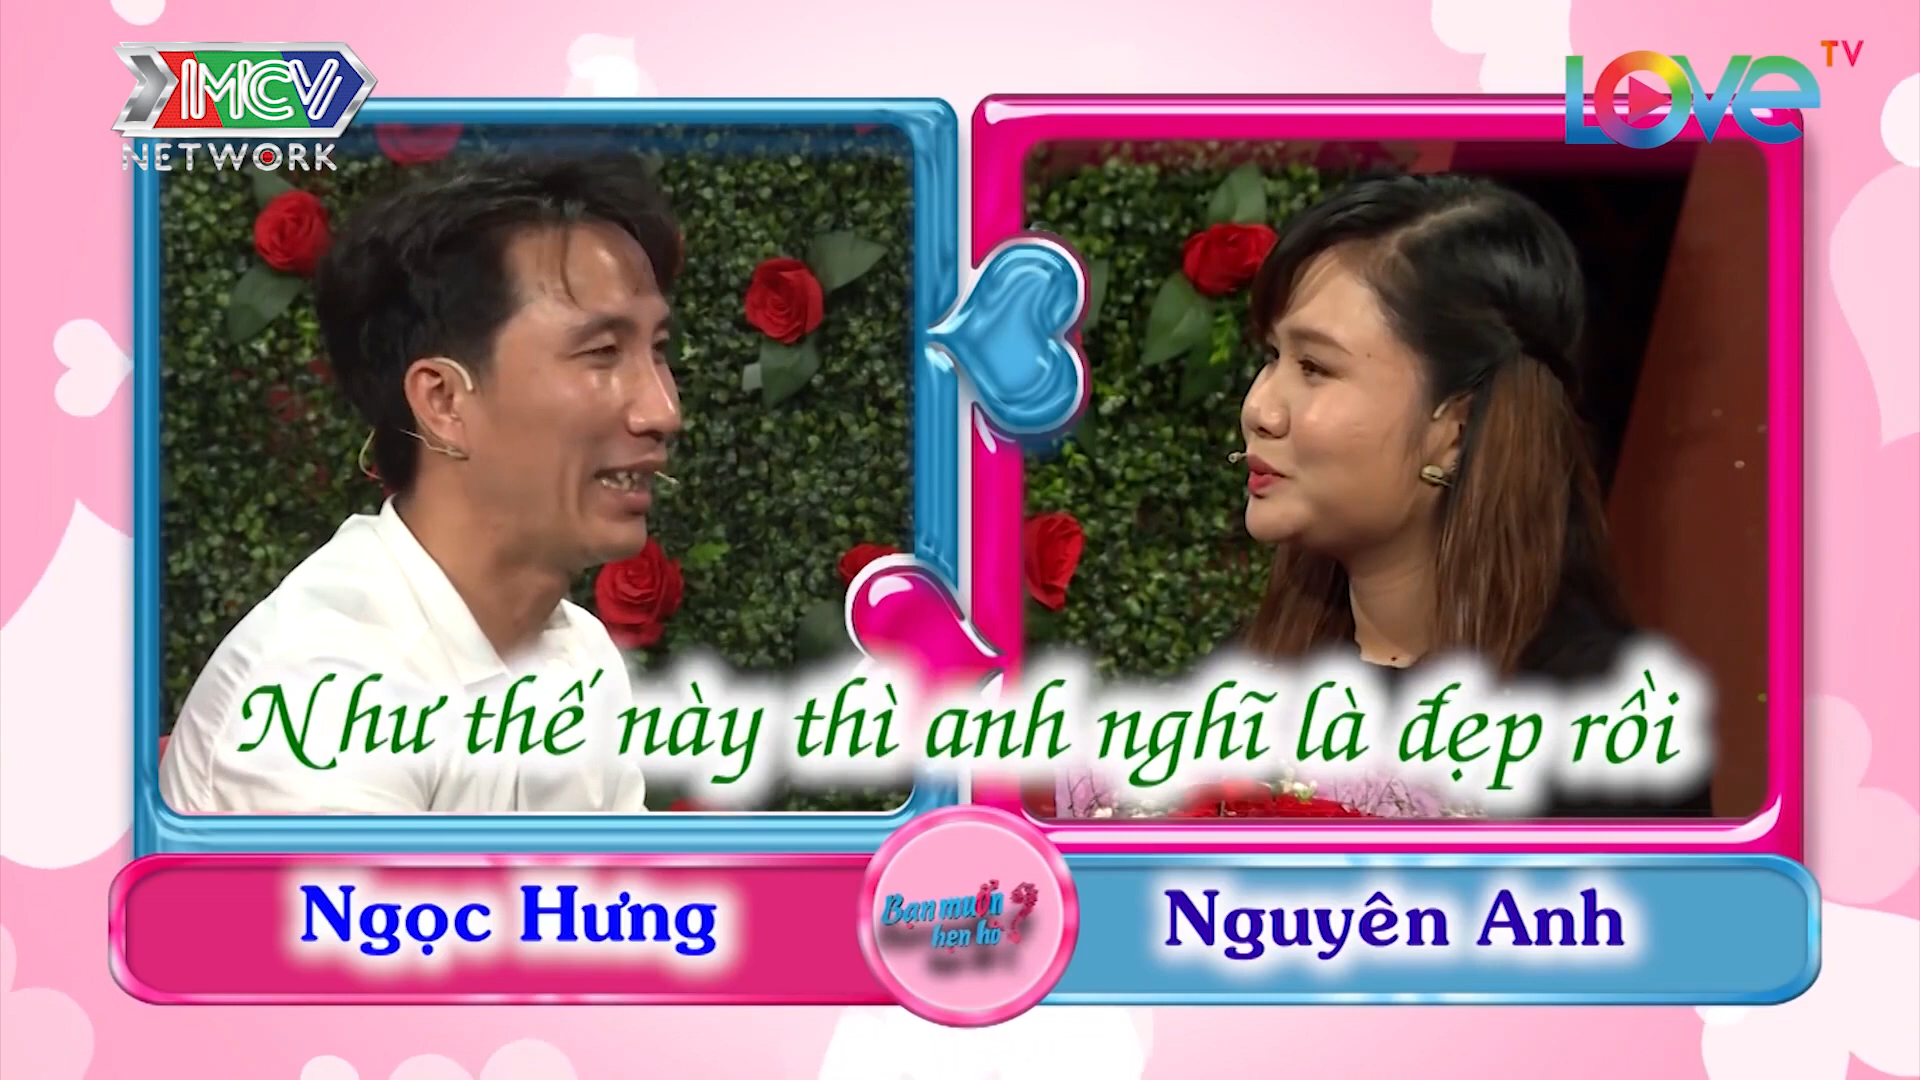 MCV
NETWORK
LOVE TV
Như thế này thì anh nghĩ là đẹp rồi
Ngọc Hưng
Bạn muốn
hẹn hò
?
Nguyên Anh